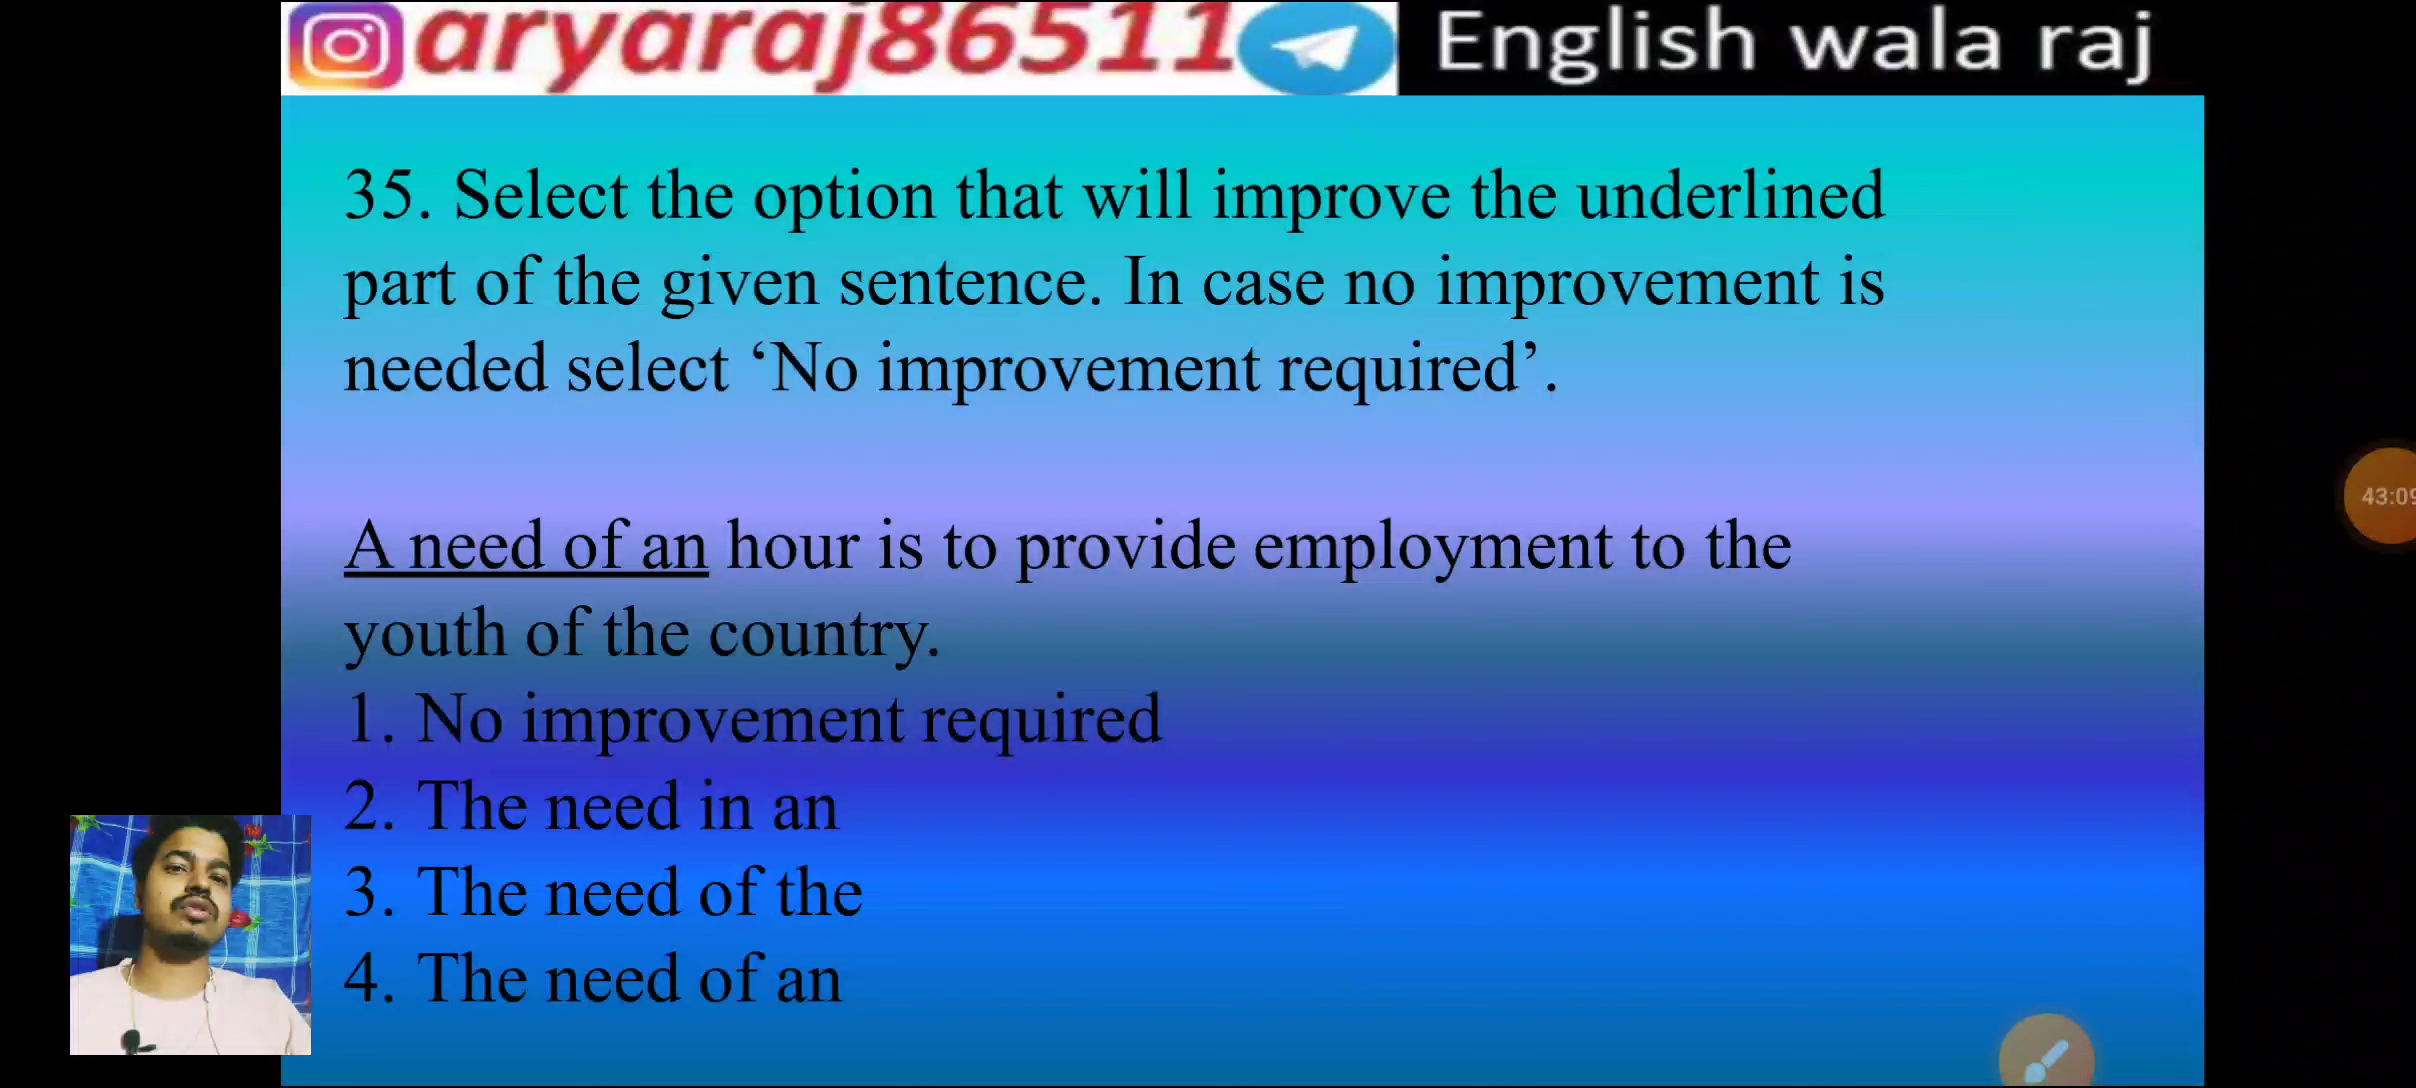 aryaraj86511 English wala raj
35. Select the option that will improve the underlined
part of the given sentence. In case no improvement is
needed select ‘No improvement required’.
A need of an hour is to provide employment to the
youth of the country.
1. No improvement required
2. The need in an
3. The need of the
4. The need of an